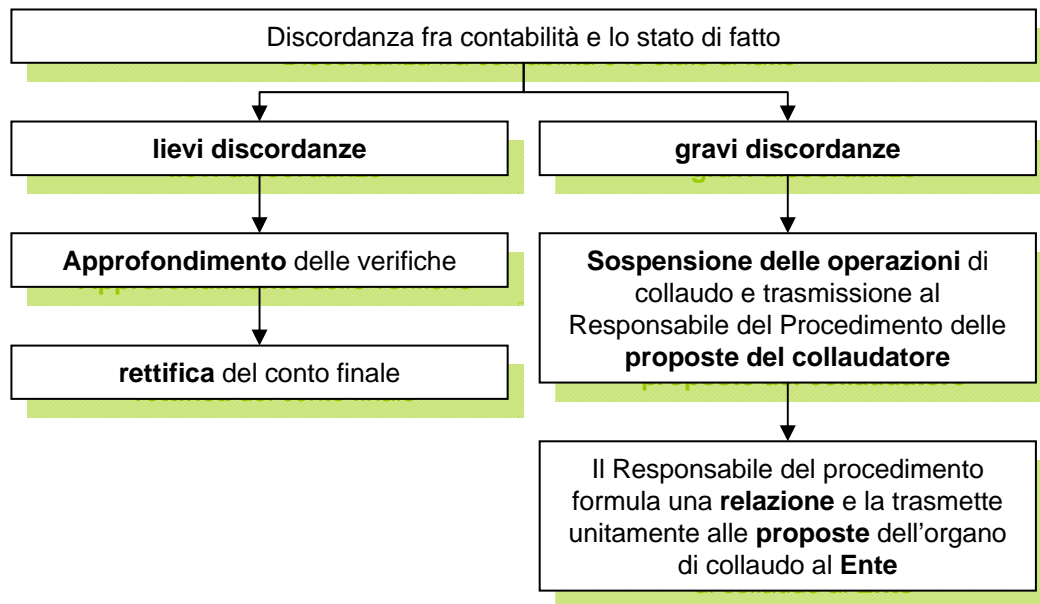 Discordanza fra contabilità e lo stato di fatto
lievi discordanze
Approfondimento delle verifiche
rettifica del conto finale
gravi discordanze
Sospensione delle operazioni di
collaudo e trasmissione al
Responsabile del Procedimento delle
proposte del collaudatore
Il Responsabile del procedimento
formula una relazione e la trasmette
unitamente alle proposte dell’organo
di collaudo al Ente